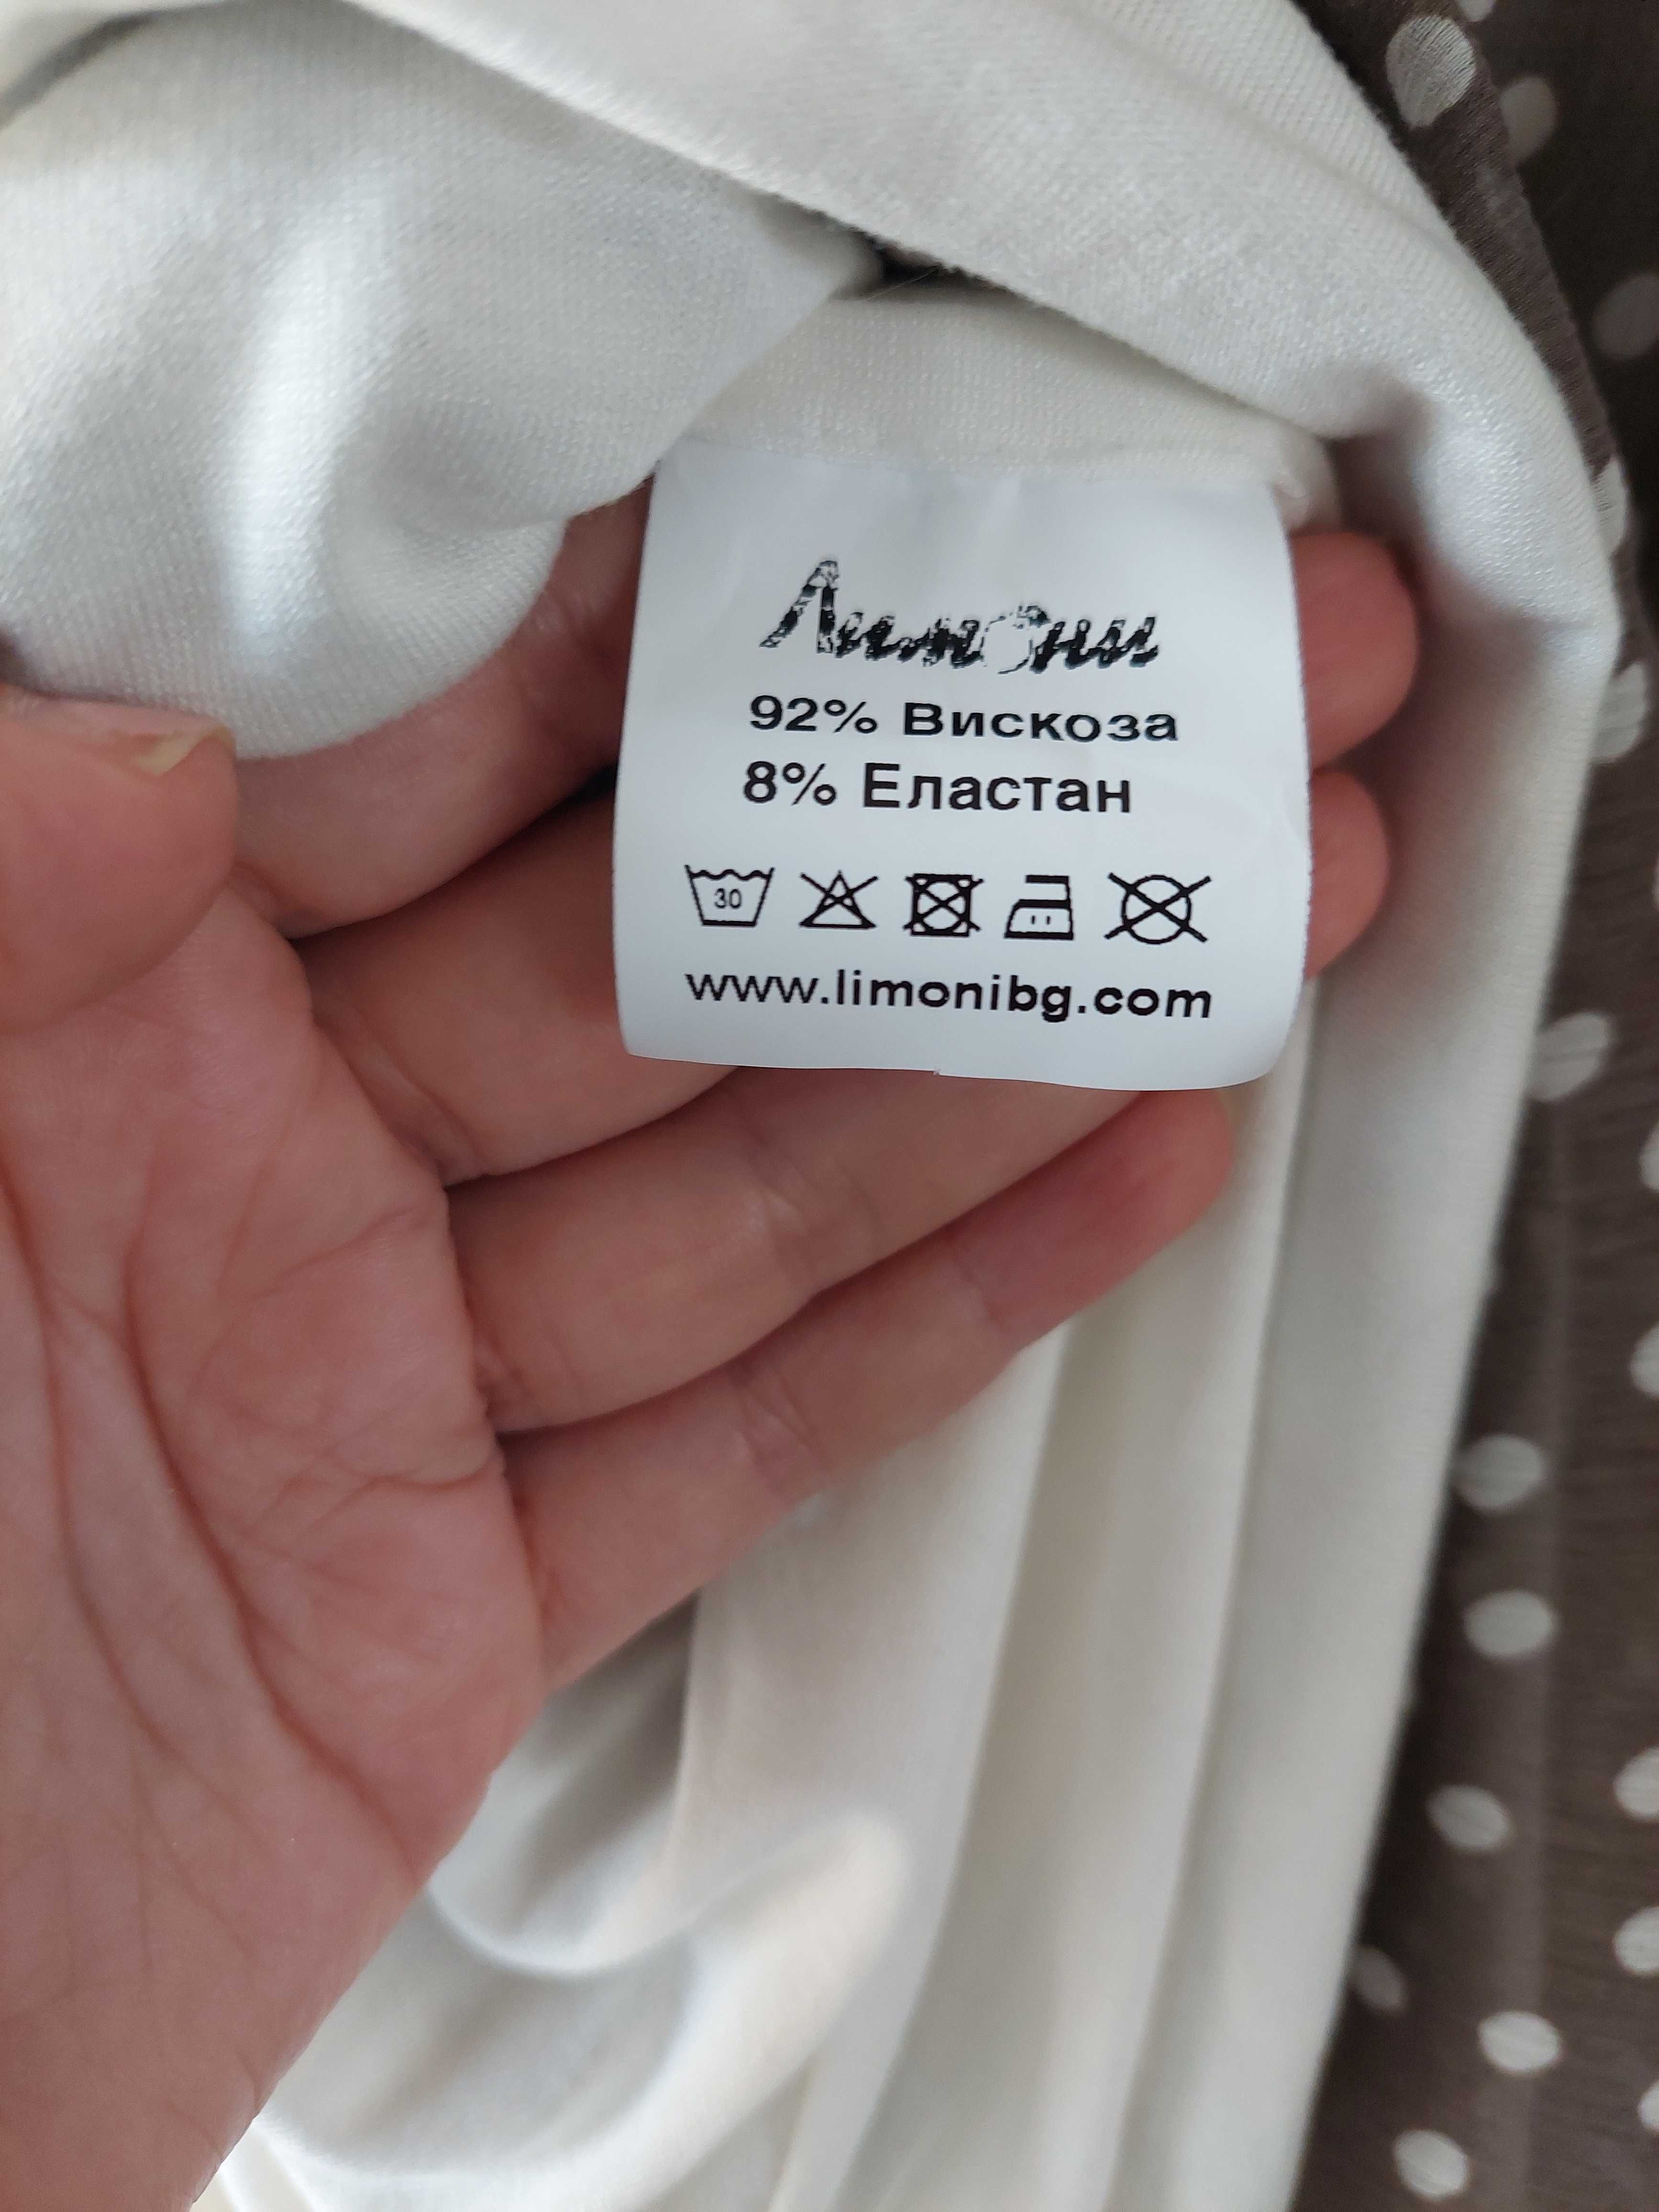 Лимони
92% Вискоза
8% Еластан
30
www.limonibg.com